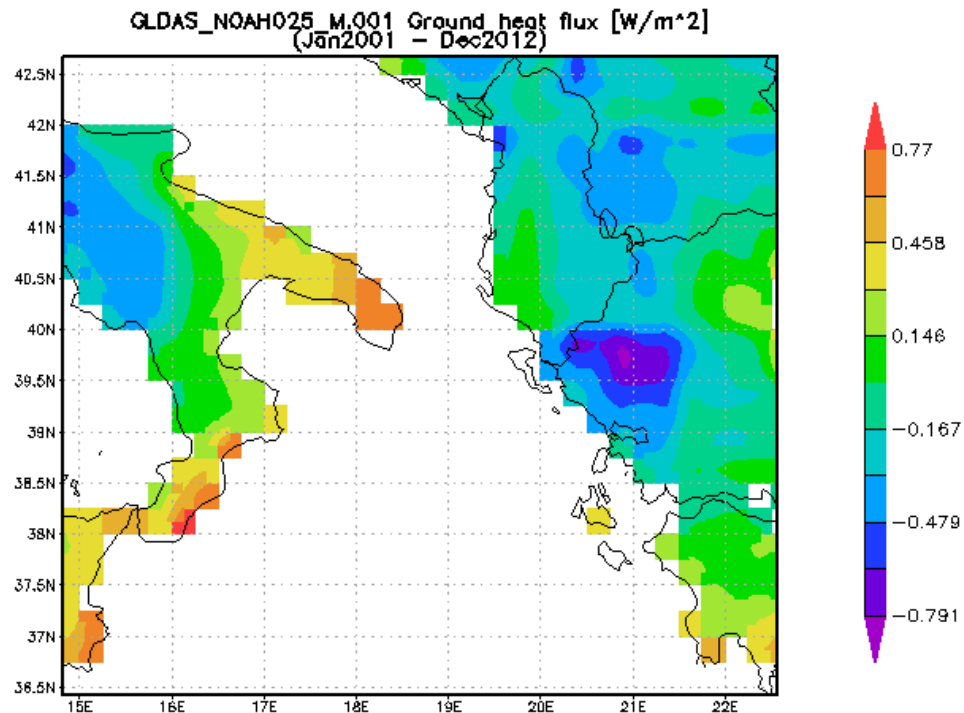 GLDAS_NOAH025_M.001 Ground heat flux [W/m^2]
(Jan2001 - Dec2012)
42.5N
42N
41.5N
41N
40.5N
40N
39.5N
39N
38.5N
38N
37.5N
37N
36.5N
15E 16E 17E 18E 19E 20E 21E 22E
0.77
0.458
0.146
-0.167
-0.479
-0.791